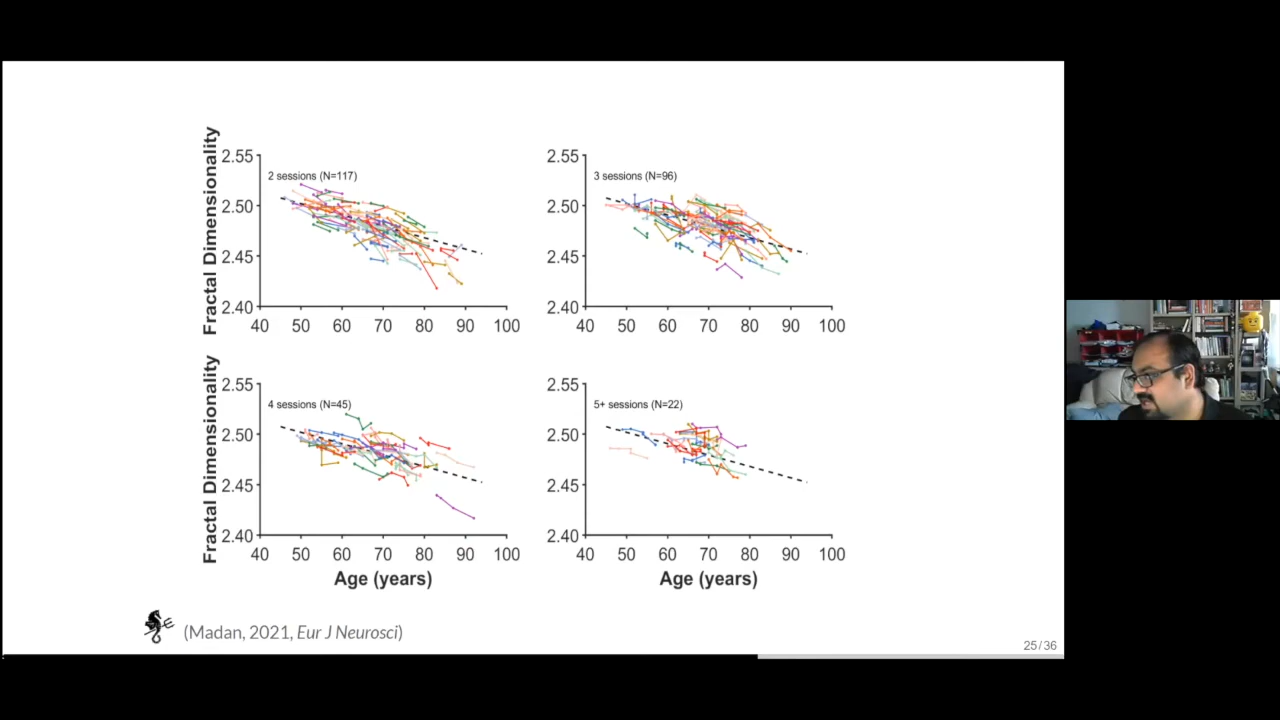 2.55
2 sessions (N=117)
2.50
2.45
2.40
40 50 60 70 80 90 100
Fractal Dimensionality
2.55
3 sessions (N=96)
2.50
2.45
2.40
40 50 60 70 80 90 100
2.55
4 sessions (N=45)
2.50
2.45
2.40
40 50 60 70 80 90 100
Fractal Dimensionality
Age (years)
2.55
5+ sessions (N=22)
2.50
2.45
2.40
40 50 60 70 80 90 100
Age (years)
(Madan, 2021, Eur J Neurosci)
25/36